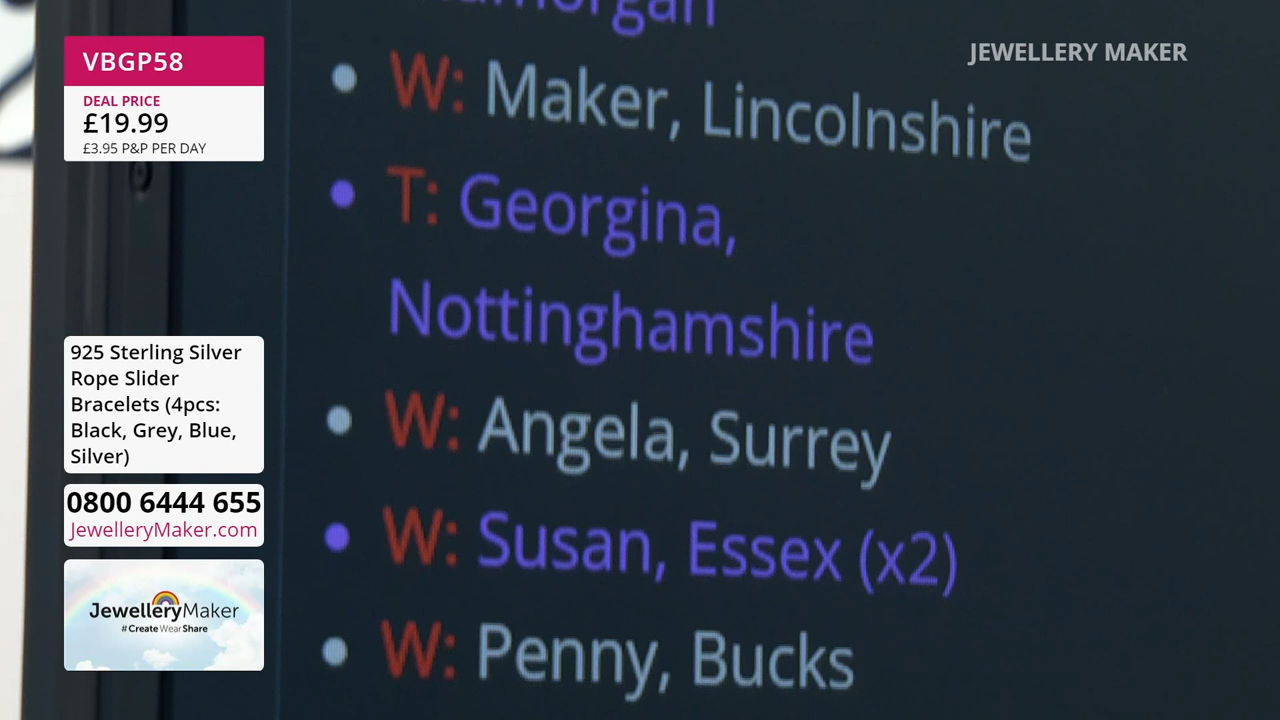 VBGP58
DEAL PRICE
£19.99
£3.95 P&P PER DAY
925 Sterling Silver
Rope Slider
Bracelets (4pcs:
Black, Grey, Blue,
Silver)
0800 6444 655
JewelleryMaker.com
JewelleryMaker
#CreateWearShare
JEWELLERY MAKER
W: Maker, Lincolnshire
T: Georgina,
Nottinghamshire
W: Angela, Surrey
W: Susan, Essex (x2)
W: Penny, Bucks